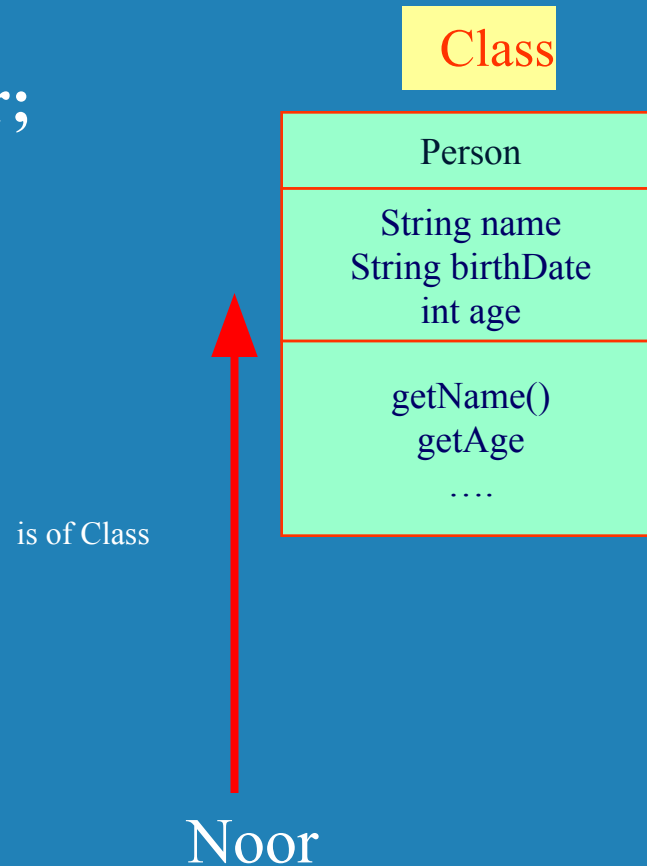 Class
;
Person
String name
String birthDate
int age
getName()
getAge
....
is of Class
Noor